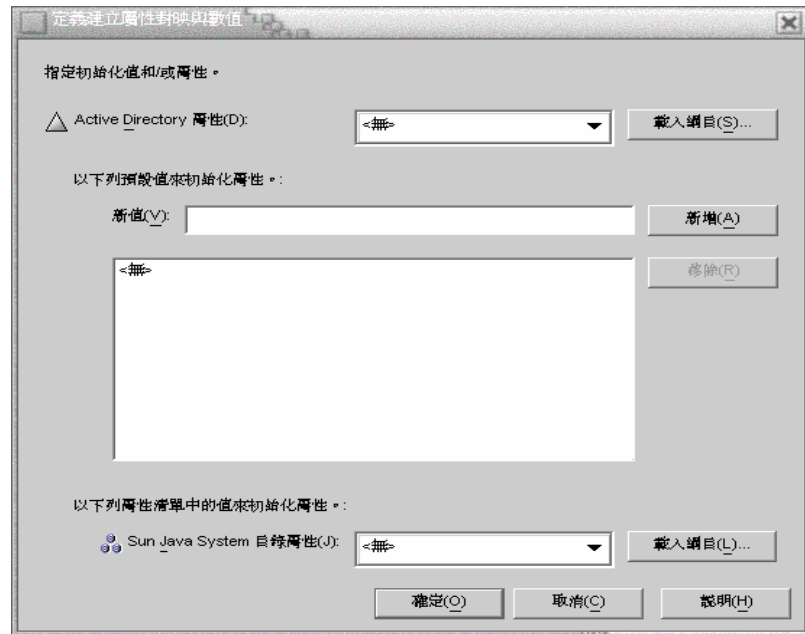 定義建立屬性對映與數值
指定初始化值和/或屬性。
Active Directory 屬性(D):
<無>
載入綱目(S)...
以下列預設值來初始化屬性。:
新值(V):
新增(A)
<無>
移除(R)
以下列屬性清單中的值來初始化屬性。:
Sun Java System 目錄屬性(J):
<無>
載入綱目(L)...
確定(O)
取消(C)
說明(H)